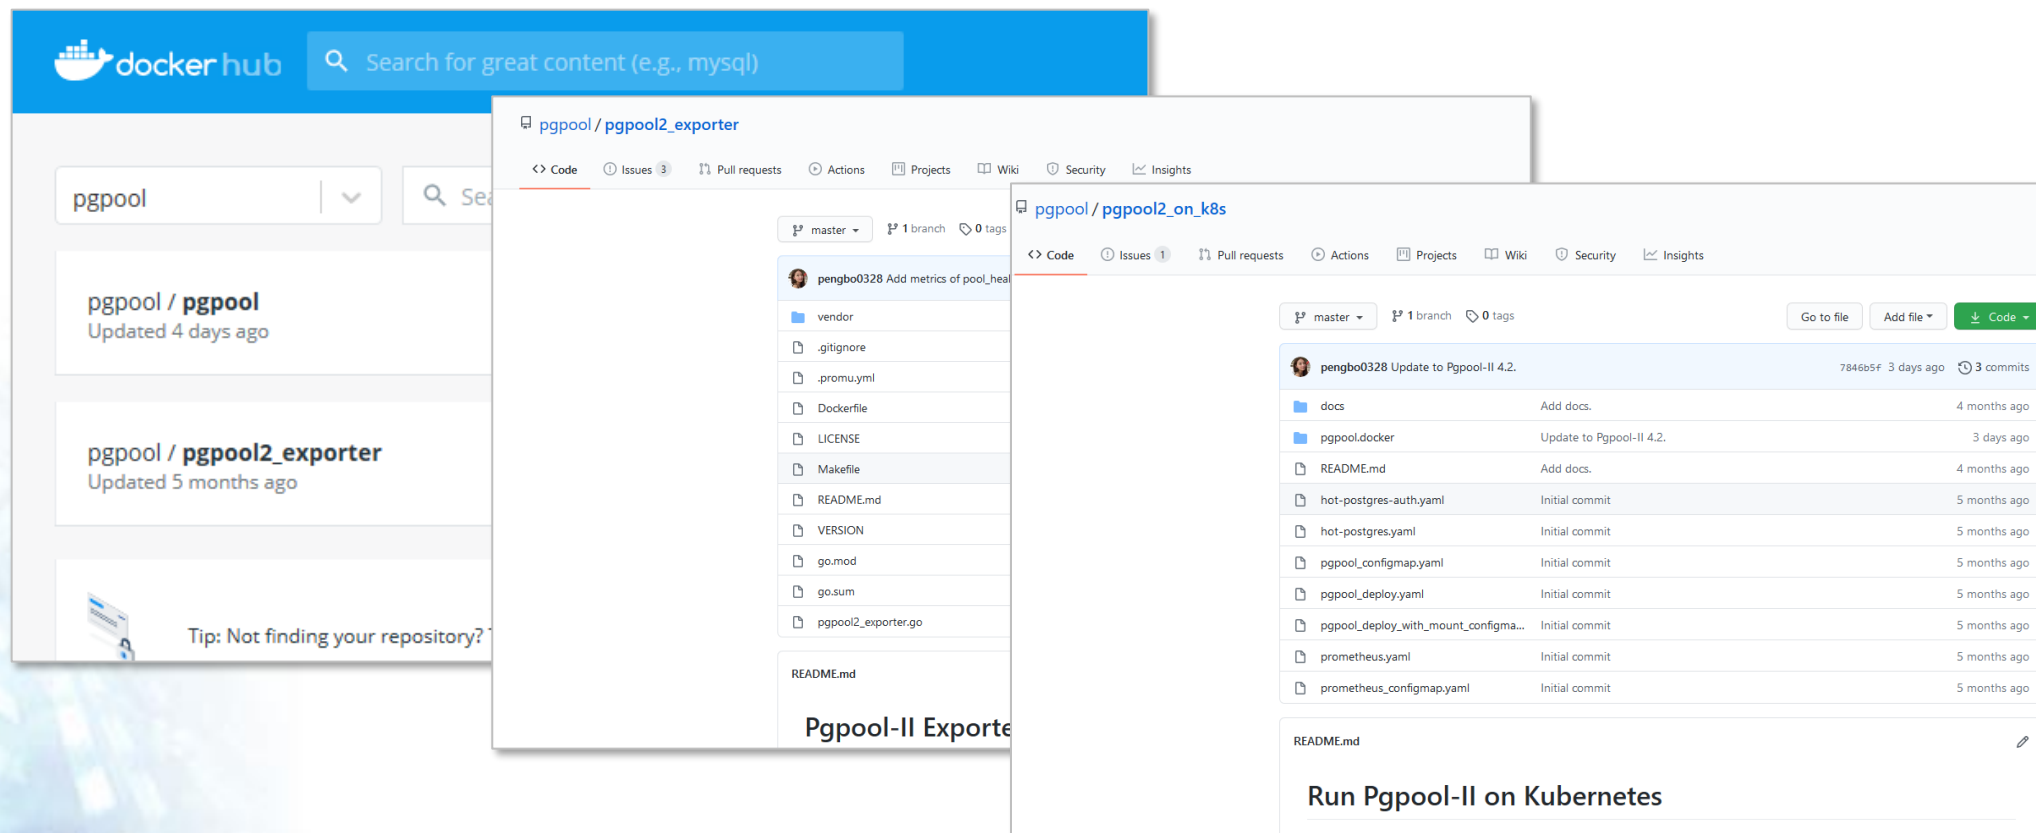 docker hub
Search for great content (e.g., mysql)
pgpool
pgpool / pgpool
Updated 4 days ago
pgpool / pgpool2_exporter
Updated 5 months ago
Tip: Not finding your repository?
pgpool / pgpool2_exporter
Code Issues 3 Pull requests Actions Projects Wiki Security Insights
master 1 branch 0 tags
pengbo0328 Add metrics of
vendor
.gitignore
.promu.yml
Dockerfile
LICENSE
Makefile
README.md
VERSION
go.mod
go.sum
pgpool2_exporter.go
README.md
Pgpool-II
pgpool / pgpool2_on_k8s
Code Issues 1 Pull requests Actions Projects Wiki Security Insights
master 1 branch 0 tags Go to file Add file Code
pengbo0328 Update to Pgpool-II 4.2. 7846b5f 3 days ago 3 commits
docs Add docs. 4 months ago
pgpool.docker Update to Pgpool-II 4.2. 3 days ago
README.md Add docs. 4 months ago
hot-postgres-auth.yaml Initial commit 5 months ago
hot-postgres.yaml Initial commit 5 months ago
pgpool_configmap.yaml Initial commit 5 months ago
pgpool_deploy.yaml Initial commit 5 months ago
pgpool_deploy_with_mount_configma... Initial commit 5 months ago
prometheus.yaml Initial commit 5 months ago
prometheus_configmap.yaml Initial commit 5 months ago
README.md
Run Pgpool-II on Kubernetes